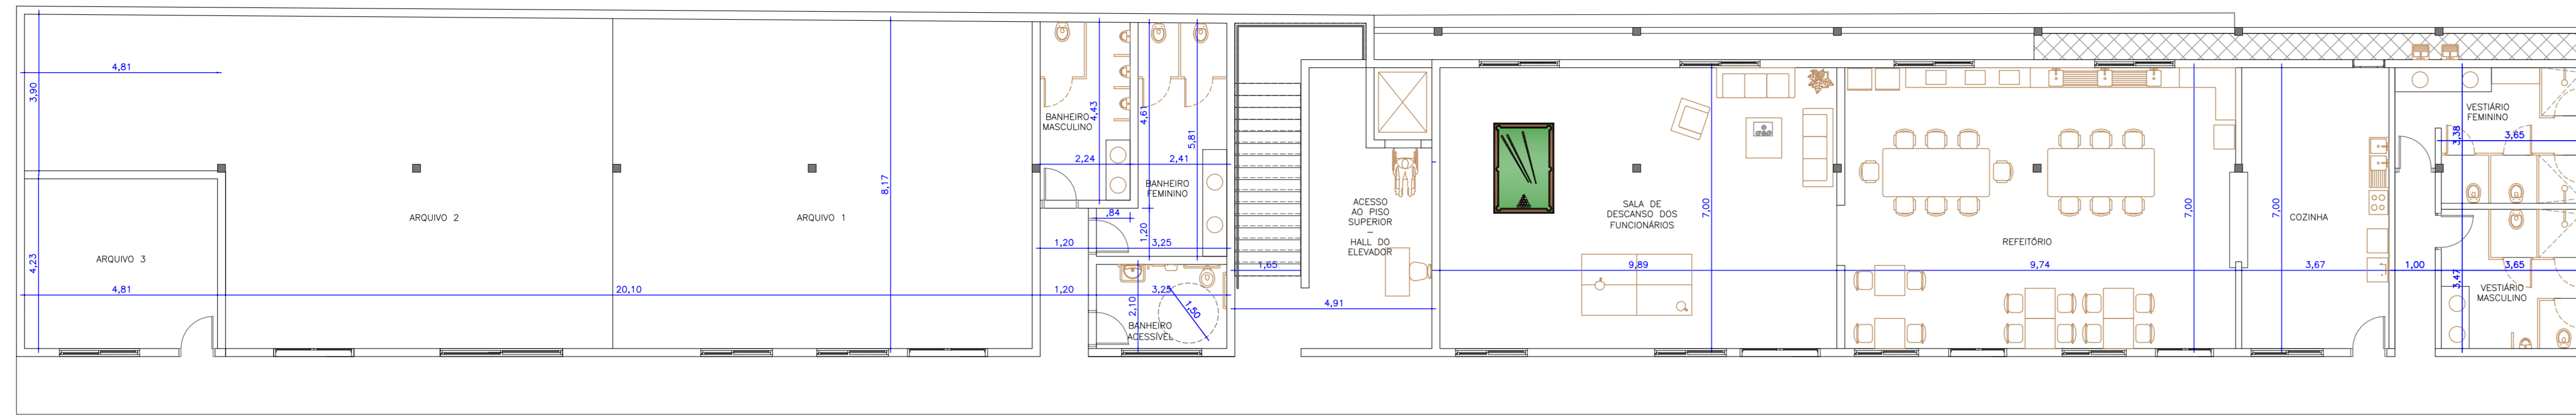 4,81
3,90
4,23
ARQUIVO 3
4,81
ARQUIVO 2
20,10
ARQUIVO 1
8,17
BANHEIRO
MASCULINO
4,43
2,24
4,61
5,81
2,41
BANHEIRO
FEMININO
,84
1,20
1,20
3,25
1,20
3,25
2,10
1,50
BANHEIRO
ACESSÍVEL
1,65
4,91
ACESSO
AO PISO
SUPERIOR
–
HALL DO
ELEVADOR
SALA DE
DESCANSO DOS
FUNCIONÁRIOS
7,00
9,89
REFEITÓRIO
7,00
9,74
7,00
COZINHA
3,67
1,00
VESTIÁRIO
FEMININO
3,38
3,65
3,65
3,47
VESTIÁRIO
MASCULINO